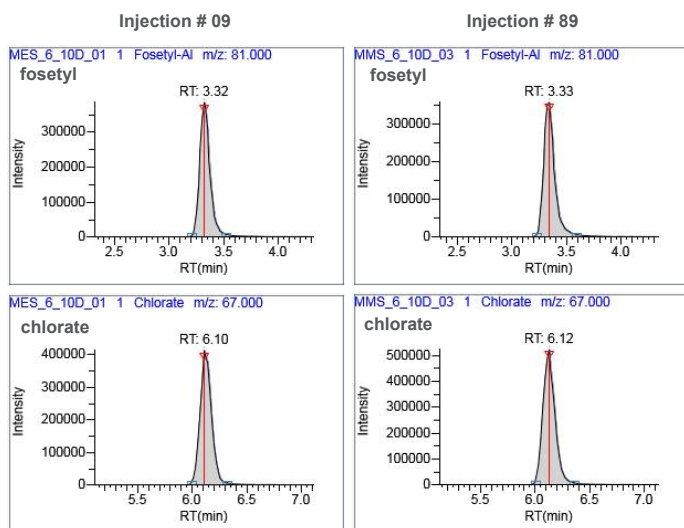 Injection # 09
Injection # 89
MES_6_10D_01 1 Fosetyl-Al m/z: 81.000
fosetyl
RT: 3.32
300000
200000
100000
0
Intensity
2.5 3.0 3.5 4.0
RT(min)
MMS_6_10D_03 1 Fosetyl-Al m/z: 81.000
fosetyl
RT: 3.33
300000
200000
100000
0
Intensity
2.5 3.0 3.5 4.0
RT(min)
MES_6_10D_01 1 Chlorate m/z: 67.000
chlorate
RT: 6.10
400000
300000
200000
100000
0
Intensity
5.5 6.0 6.5 7.0
RT(min)
MMS_6_10D_03 1 Chlorate m/z: 67.000
chlorate
RT: 6.12
500000
400000
300000
200000
100000
0
Intensity
5.5 6.0 6.5 7.0
RT(min)